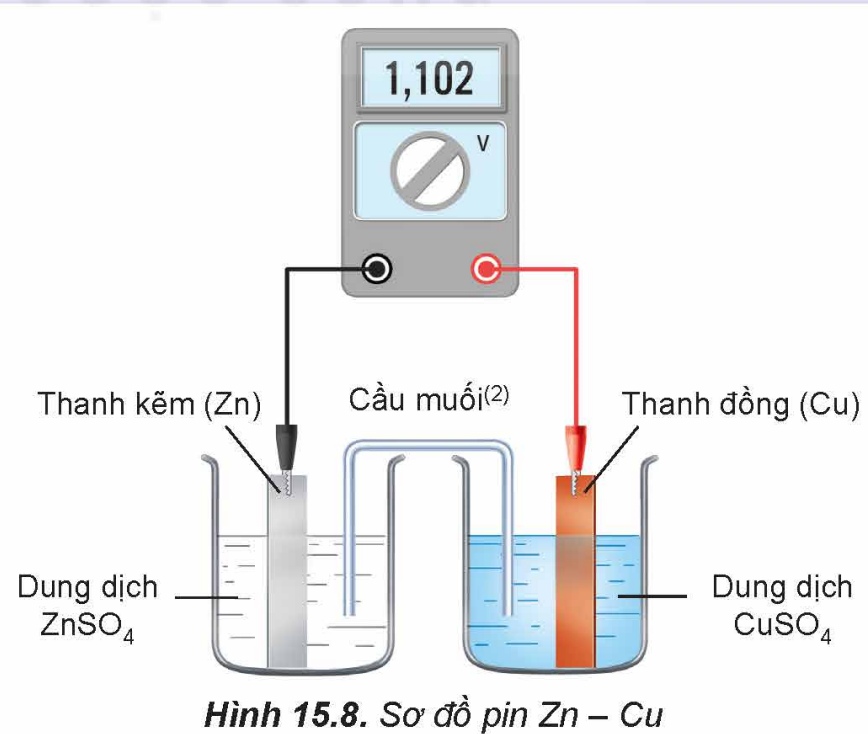 1,102
V
Thanh kẽm (Zn)
Cầu muối⁽²⁾
Thanh đồng (Cu)
Dung dịch
ZnSO₄
Dung dịch
CuSO₄
Hình 15.8. Sơ đồ pin Zn – Cu